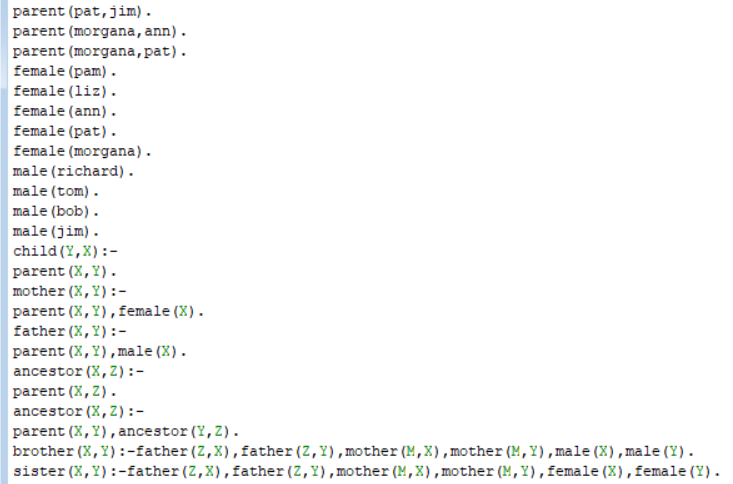 parent(pat,jim).
parent(morgana,ann).
parent(morgana,pat).
female(pam).
female(liz).
female(ann).
female(pat).
female(morgana).
male(richard).
male(tom).
male(bob).
male(jim).
child(Y,X):-
parent(X,Y).
mother(X,Y):-
parent(X,Y),female(X).
father(X,Y):-
parent(X,Y),male(X).
ancestor(X,Z):-
parent(X,Z).
ancestor(X,Z):-
parent(X,Y),ancestor(Y,Z).
brother(X,Y):-father(Z,X),father(Z,Y),mother(M,X),mother(M,Y),male(X),male(Y).
sister(X,Y):-father(Z,X),father(Z,Y),mother(M,X),mother(M,Y),female(X),female(Y).